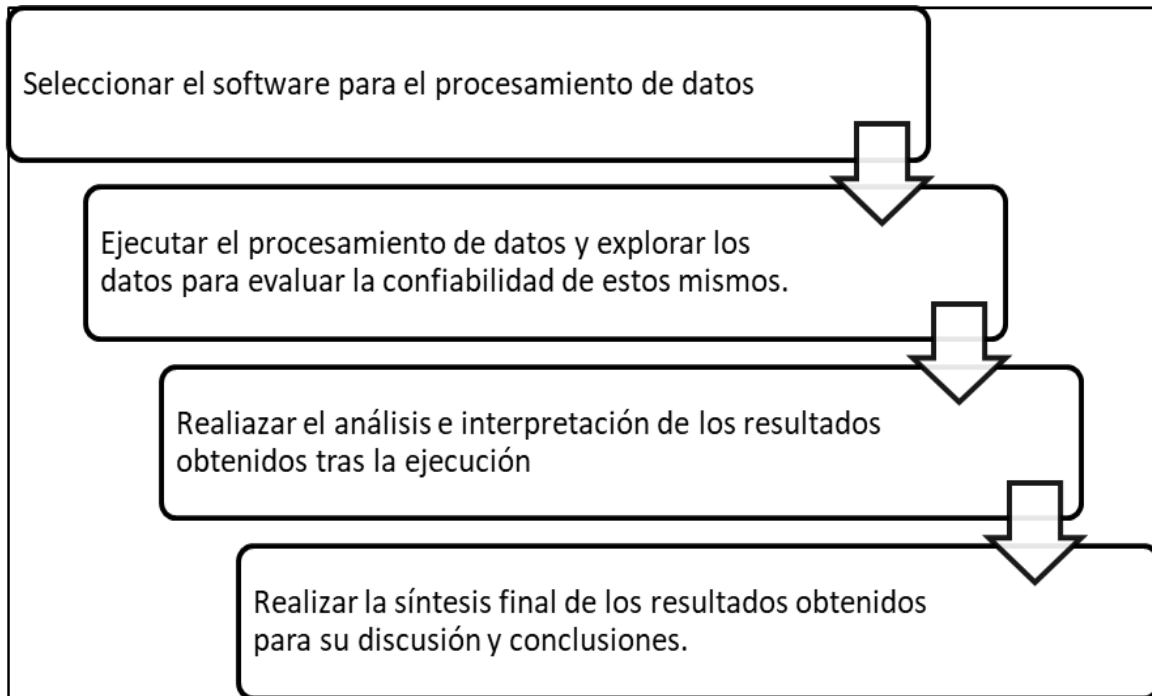 Seleccionar el software para el procesamiento de datos
Ejecutar el procesamiento de datos y explorar los
datos para evaluar la confiabilidad de estos mismos.
Realiazar el análisis e interpretación de los resultados
obtenidos tras la ejecución
Realizar la síntesis final de los resultados obtenidos
para su discusión y conclusiones.